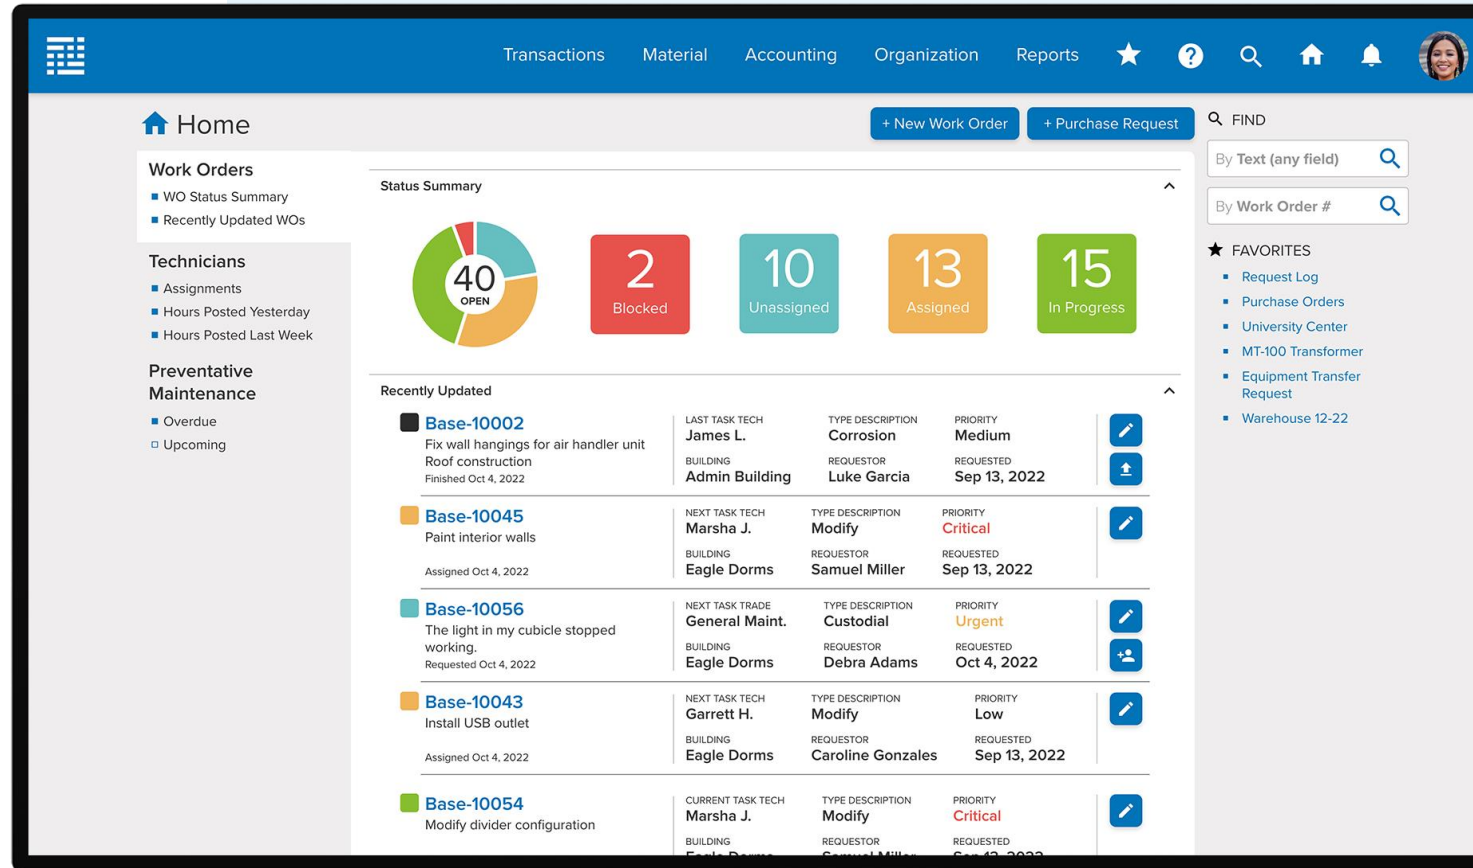 Transactions Material Accounting Organization Reports
Home
+ New Work Order
+ Purchase Request
Work Orders
WO Status Summary
Recently Updated WOs
Technicians
Assignments
Hours Posted Yesterday
Hours Posted Last Week
Preventative
Maintenance
Overdue
Upcoming
Status Summary
40
OPEN
2
Blocked
10
Unassigned
13
Assigned
15
In Progress
Recently Updated
Base-10002
Fix wall hangings for air handler unit
Roof construction
Finished Oct 4, 2022
LAST TASK TECH TYPE DESCRIPTION PRIORITY
James L. Corrosion Medium
BUILDING REQUESTOR REQUESTED
Admin Building Luke Garcia Sep 13, 2022
Base-10045
Paint interior walls
Assigned Oct 4, 2022
NEXT TASK TECH TYPE DESCRIPTION PRIORITY
Marsha J. Modify Critical
BUILDING REQUESTOR REQUESTED
Eagle Dorms Samuel Miller Sep 13, 2022
Base-10056
The light in my cubicle stopped
working.
Requested Oct 4, 2022
NEXT TASK TRADE TYPE DESCRIPTION PRIORITY
General Maint. Custodial Urgent
BUILDING REQUESTOR REQUESTED
Eagle Dorms Debra Adams Oct 4, 2022
Base-10043
Install USB outlet
Assigned Oct 4, 2022
NEXT TASK TECH TYPE DESCRIPTION PRIORITY
Garrett H. Modify Low
BUILDING REQUESTOR REQUESTED
Eagle Dorms Caroline Gonzales Sep 13, 2022
Base-10054
Modify divider configuration
CURRENT TASK TECH TYPE DESCRIPTION PRIORITY
Marsha J. Modify Critical
BUILDING REQUESTOR REQUESTED
Eagle Dorms Samuel Miller Sep 13, 2022
FIND
By Text (any field)
By Work Order #
FAVORITES
Request Log
Purchase Orders
University Center
MT-100 Transformer
Equipment Transfer
Request
Warehouse 12-22